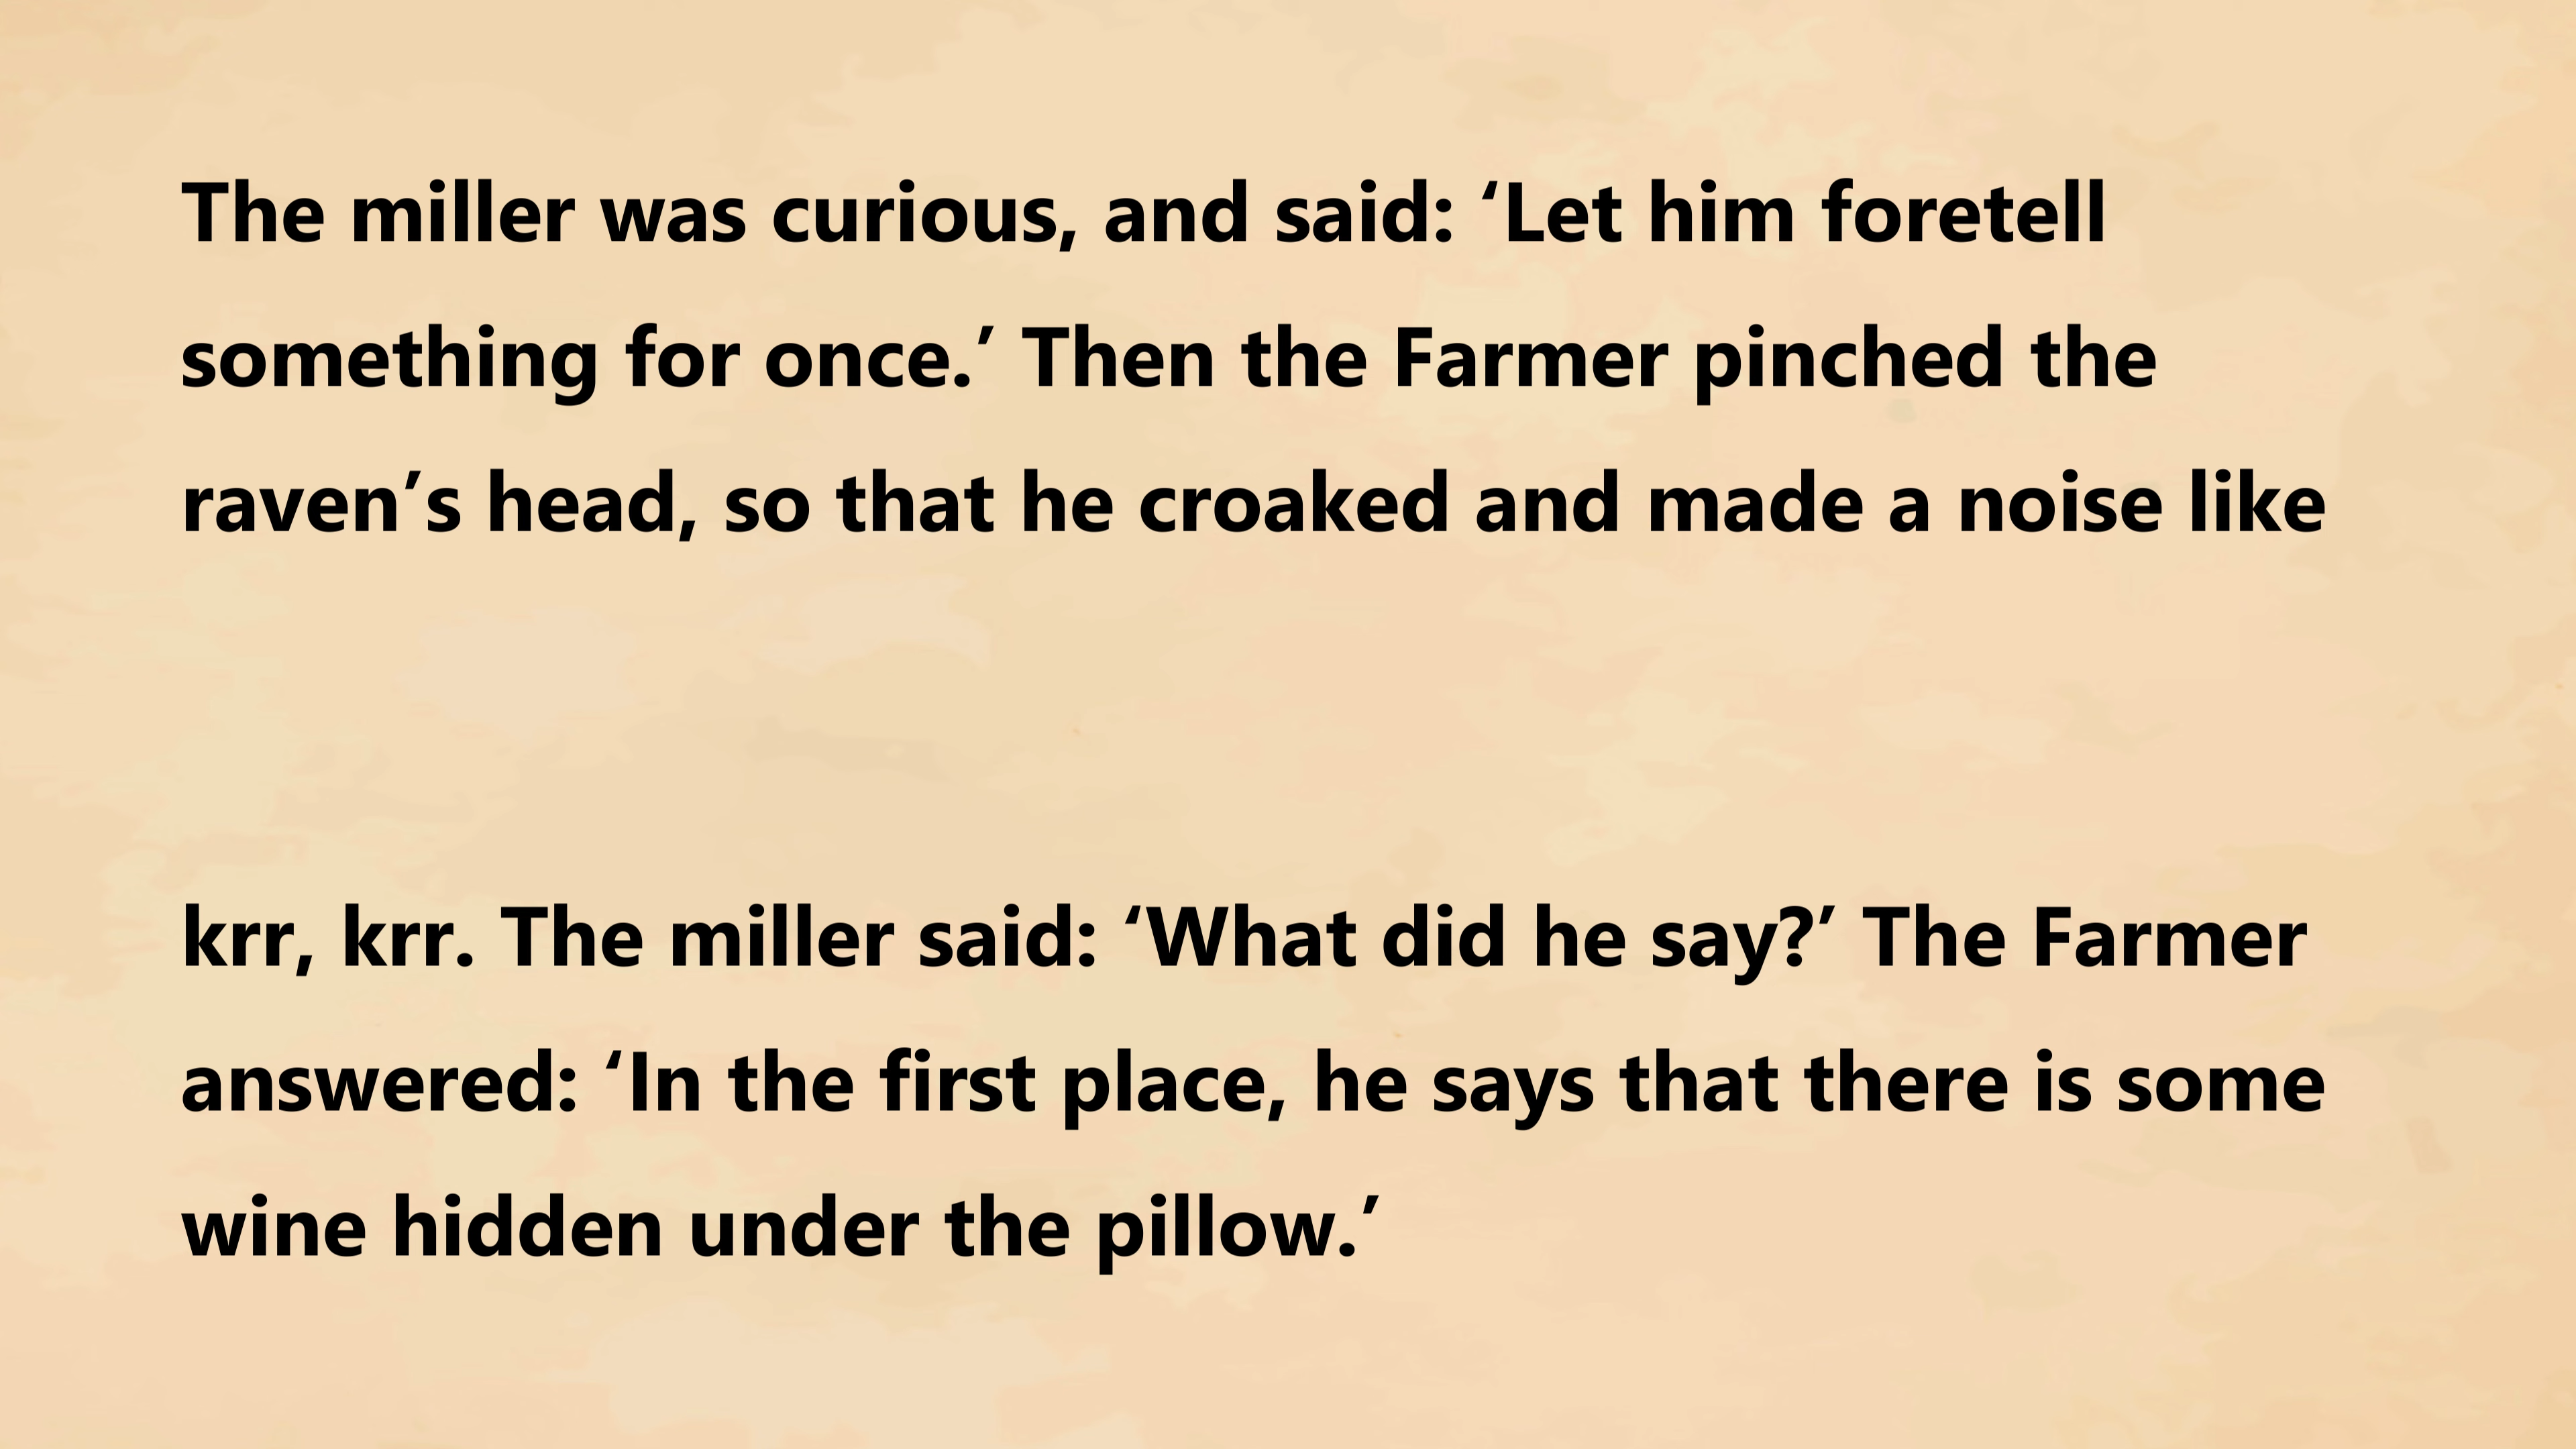 The miller was curious, and said: ‘Let him foretell
something for once.’ Then the Farmer pinched the
raven’s head, so that he croaked and made a noise like
krr, krr. The miller said: ‘What did he say?’ The Farmer
answered: ‘In the first place, he says that there is some
wine hidden under the pillow.’